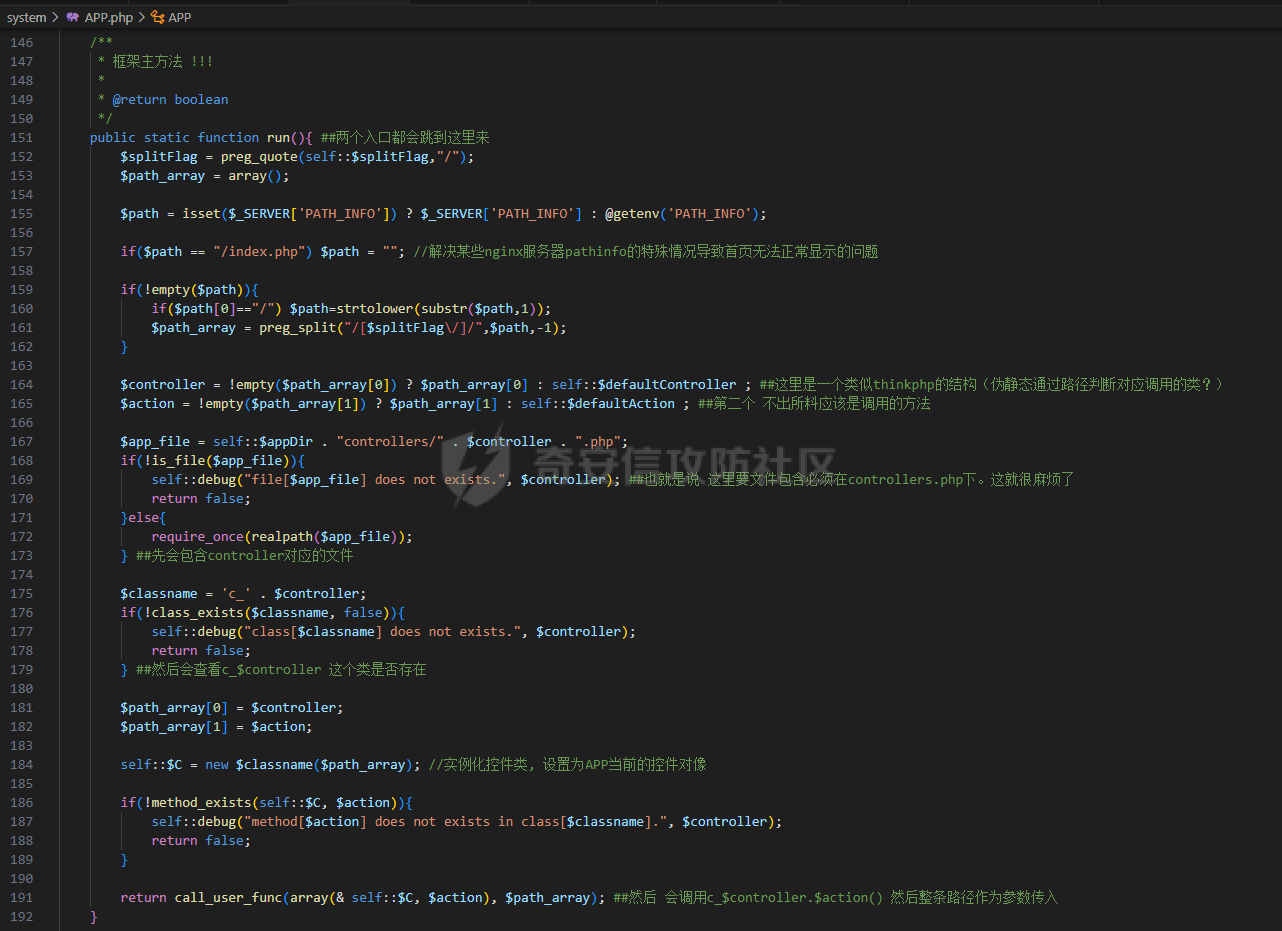 system > APP.php > APP
146 /**
147 * 框架主方法 !!!
148 *
149 * @return boolean
150 */
151 public static function run(){ ##两个入口都会跳到这里来
152 $splitFlag = preg_quote(self::$splitFlag,"/");
153 $path_array = array();
154
155 $path = isset($_SERVER['PATH_INFO']) ? $_SERVER['PATH_INFO'] : @getenv('PATH_INFO');
156
157 if($path == "/index.php") $path = ""; //解决某些nginx服务器pathinfo的特殊情况导致首页无法正常显示的问题
158
159 if(!empty($path)){
160 if($path[0]=="/") $path=strtolower(substr($path,1));
161 $path_array = preg_split("/[$splitFlag\/]/",$path,-1);
162 }
163
164 $controller = !empty($path_array[0]) ? $path_array[0] : self::$defaultController ; ##这里是一个类似thinkphp的结构（伪静态通过路径判断对应调用的类？）
165 $action = !empty($path_array[1]) ? $path_array[1] : self::$defaultAction ; ##第二个 不出所料应该是调用的方法
166
167 $app_file = self::$appDir . "controllers/" . $controller . ".php";
168 if(!is_file($app_file)){
169 self::debug("file[$app_file] does not exists.", $controller); ##也就是说 这里要文件包含必须在controllers.php下。这就很麻烦了
170 return false;
171 }else{
172 require_once(realpath($app_file));
173 } ##先会包含controller对应的文件
174
175 $classname = 'c_' . $controller;
176 if(!class_exists($classname, false)){
177 self::debug("class[$classname] does not exists.", $controller);
178 return false;
179 } ##然后会查看c_$controller 这个类是否存在
180
181 $path_array[0] = $controller;
182 $path_array[1] = $action;
183
184 self::$C = new $classname($path_array); //实例化控件类, 设置为APP当前的控件对像
185
186 if(!method_exists(self::$C, $action)){
187 self::debug("method[$action] does not exists in class[$classname].", $controller);
188 return false;
189 }
190
191 return call_user_func(array(& self::$C, $action), $path_array); ##然后 会调用c_$controller.$action() 然后整条路径作为参数传入
192 }
奇安信攻防社区